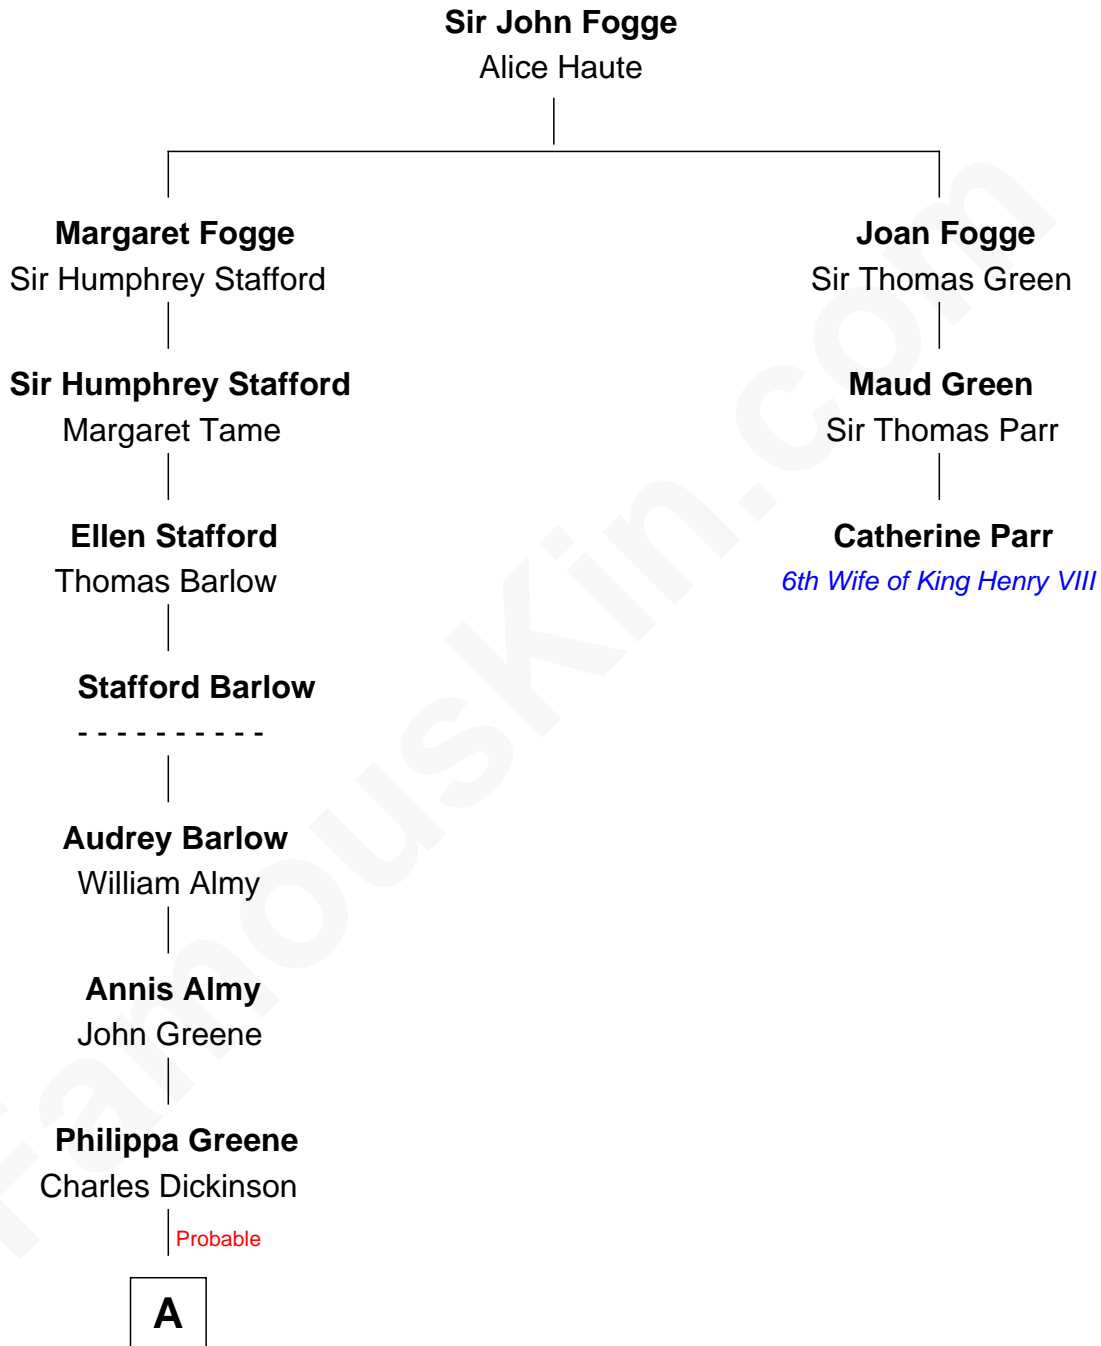 Sir John Fogge
Alice Haute
Margaret Fogge
Sir Humphrey Stafford
Joan Fogge
Sir Thomas Green
Sir Humphrey Stafford
Margaret Tame
Maud Green
Sir Thomas Parr
Ellen Stafford
Thomas Barlow
Catherine Parr
6th Wife of King Henry VIII
Stafford Barlow
- - - - - - - - - -
Audrey Barlow
William Almy
Annis Almy
John Greene
Philippa Greene
Charles Dickinson
Probable
A
FamousKin.com